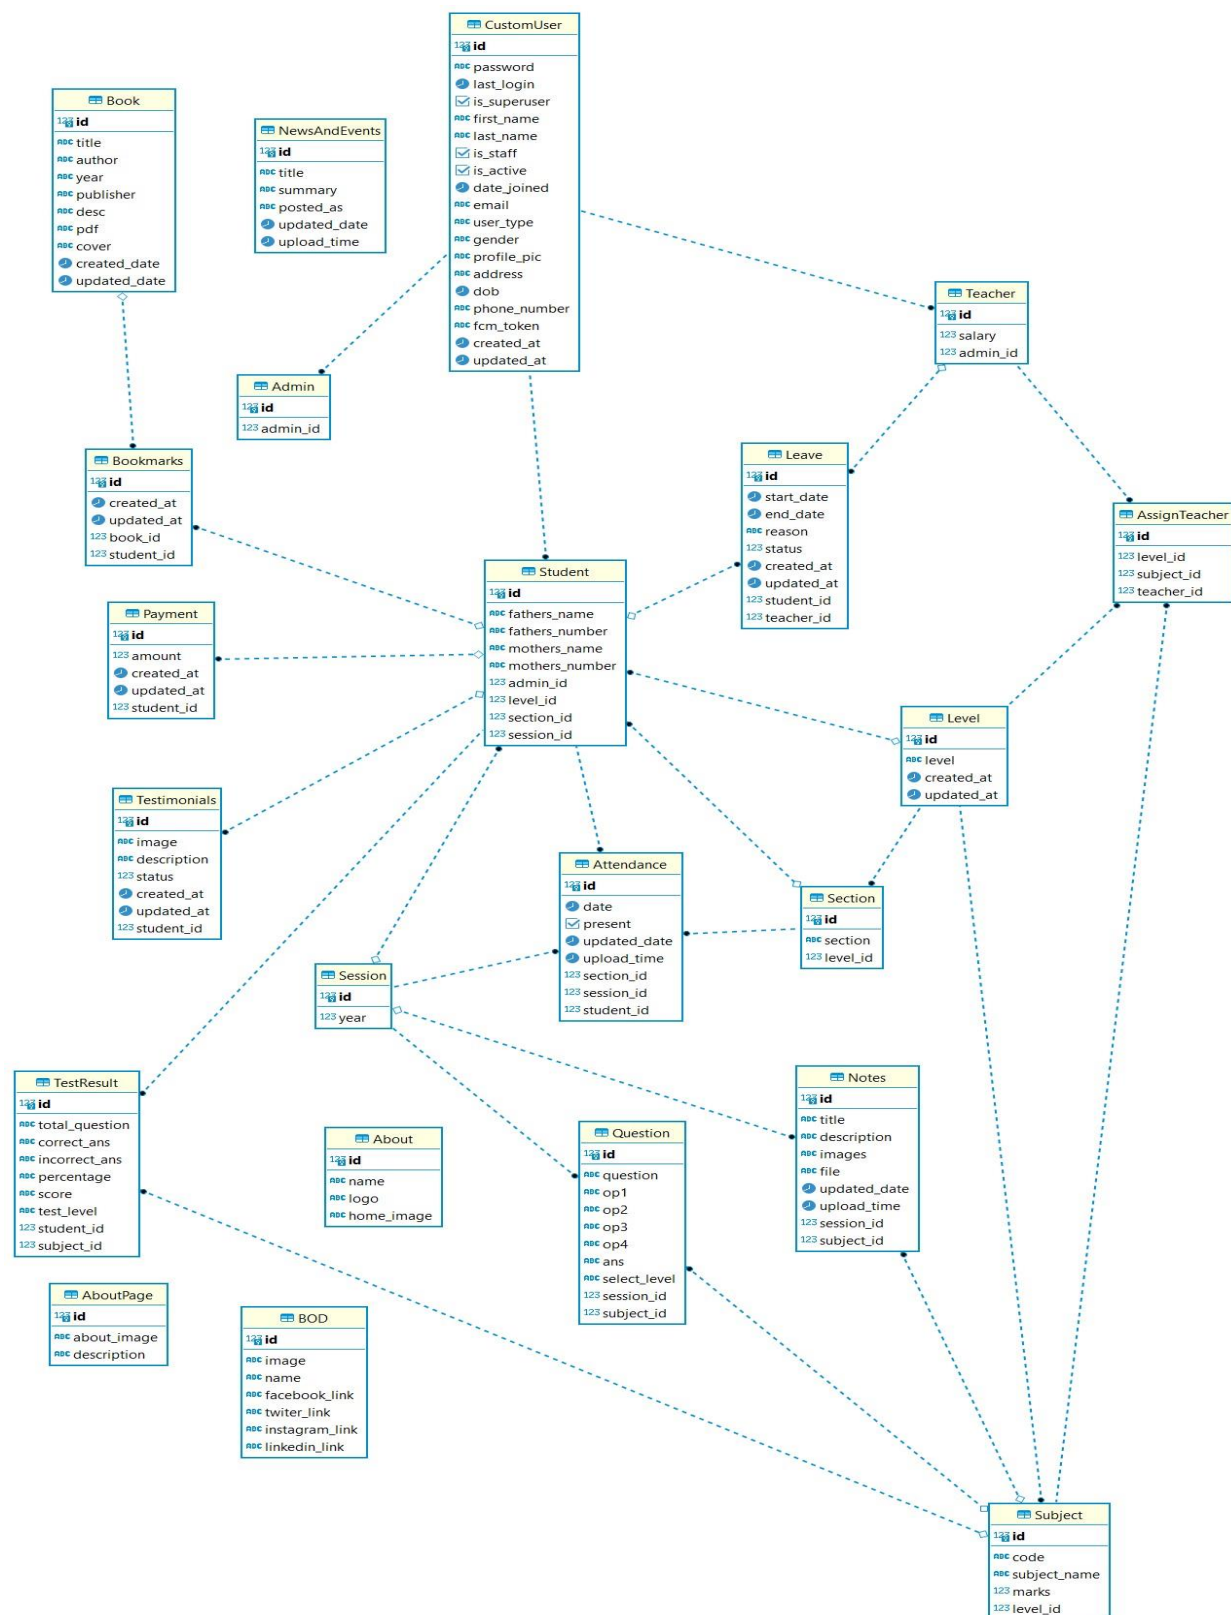 CustomUser
id
password
last_login
is_superuser
first_name
last_name
is_staff
is_active
date_joined
email
user_type
gender
profile_pic
address
dob
phone_number
fcm_token
created_at
updated_at
Book
id
title
author
year
publisher
desc
pdf
cover
created_date
updated_date
NewsAndEvents
id
title
summary
posted_as
updated_date
upload_time
Teacher
id
salary
admin_id
Admin
id
admin_id
Bookmarks
id
created_at
updated_at
book_id
student_id
Leave
id
start_date
end_date
reason
status
created_at
updated_at
student_id
teacher_id
AssignTeacher
id
level_id
subject_id
teacher_id
Student
id
fathers_name
fathers_number
mothers_name
mothers_number
admin_id
level_id
section_id
session_id
Payment
id
amount
created_at
updated_at
student_id
Level
id
level
created_at
updated_at
Testimonials
id
image
description
status
created_at
updated_at
student_id
Attendance
id
date
present
updated_date
upload_time
section_id
session_id
student_id
Section
id
section
level_id
Session
id
year
TestResult
id
total_question
correct_ans
incorrect_ans
percentage
score
test_level
student_id
subject_id
About
id
name
logo
home_image
Question
id
question
op1
op2
op3
op4
ans
select_level
session_id
subject_id
Notes
id
title
description
images
file
updated_date
upload_time
session_id
subject_id
AboutPage
id
about_image
description
BOD
id
image
name
facebook_link
twiter_link
instagram_link
linkedin_link
Subject
id
code
subject_name
marks
level_id